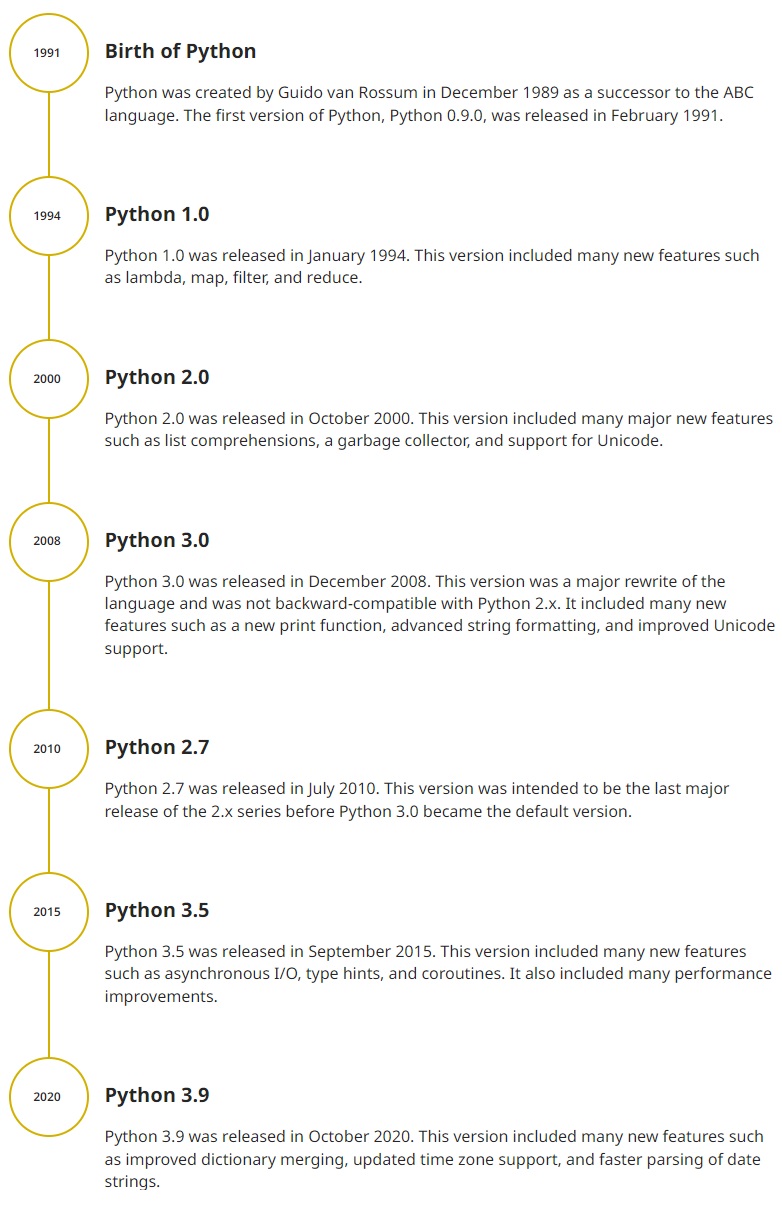 1991
Birth of Python
Python was created by Guido van Rossum in December 1989 as a successor to the ABC
language. The first version of Python, Python 0.9.0, was released in February 1991.
1994
Python 1.0
Python 1.0 was released in January 1994. This version included many new features such
as lambda, map, filter, and reduce.
2000
Python 2.0
Python 2.0 was released in October 2000. This version included many major new features
such as list comprehensions, a garbage collector, and support for Unicode.
2008
Python 3.0
Python 3.0 was released in December 2008. This version was a major rewrite of the
language and was not backward-compatible with Python 2.x. It included many new
features such as a new print function, advanced string formatting, and improved Unicode
support.
2010
Python 2.7
Python 2.7 was released in July 2010. This version was intended to be the last major
release of the 2.x series before Python 3.0 became the default version.
2015
Python 3.5
Python 3.5 was released in September 2015. This version included many new features
such as asynchronous I/O, type hints, and coroutines. It also included many performance
improvements.
2020
Python 3.9
Python 3.9 was released in October 2020. This version included many new features such
as improved dictionary merging, updated time zone support, and faster parsing of date
strings.